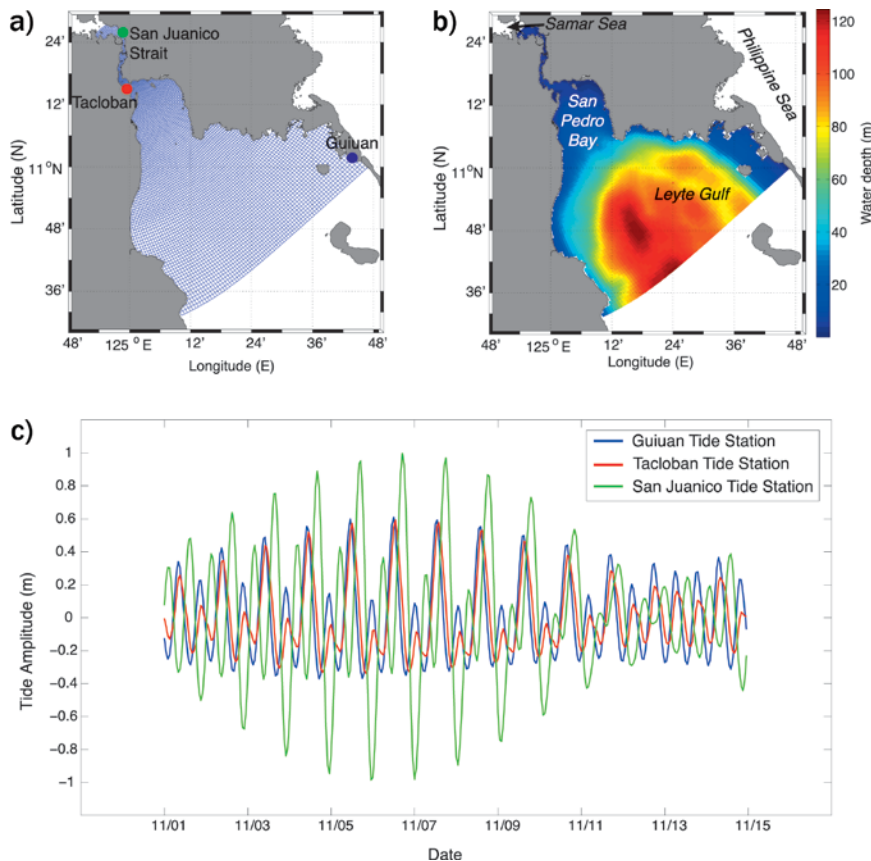 a)
24'
12'
11°N
48'
36'
Latitude (N)
San Juanico
Strait
Tacloban
Guiuan
48'
125° E
12'
24'
36'
48'
Longitude (E)
b)
24'
12'
11°N
48'
36'
Latitude (N)
Samar Sea
San
Pedro
Bay
Philippine Sea
Leyte Gulf
48'
125° E
12'
24'
36'
48'
Longitude (E)
120
100
80
60
40
20
Water depth (m)
c)
1
0.8
0.6
0.4
0.2
0
−0.2
−0.4
−0.6
−0.8
−1
Tide Amplitude (m)
Guiuan Tide Station
Tacloban Tide Station
San Juanico Tide Station
11/01
11/03
11/05
11/07
11/09
11/11
11/13
11/15
Date